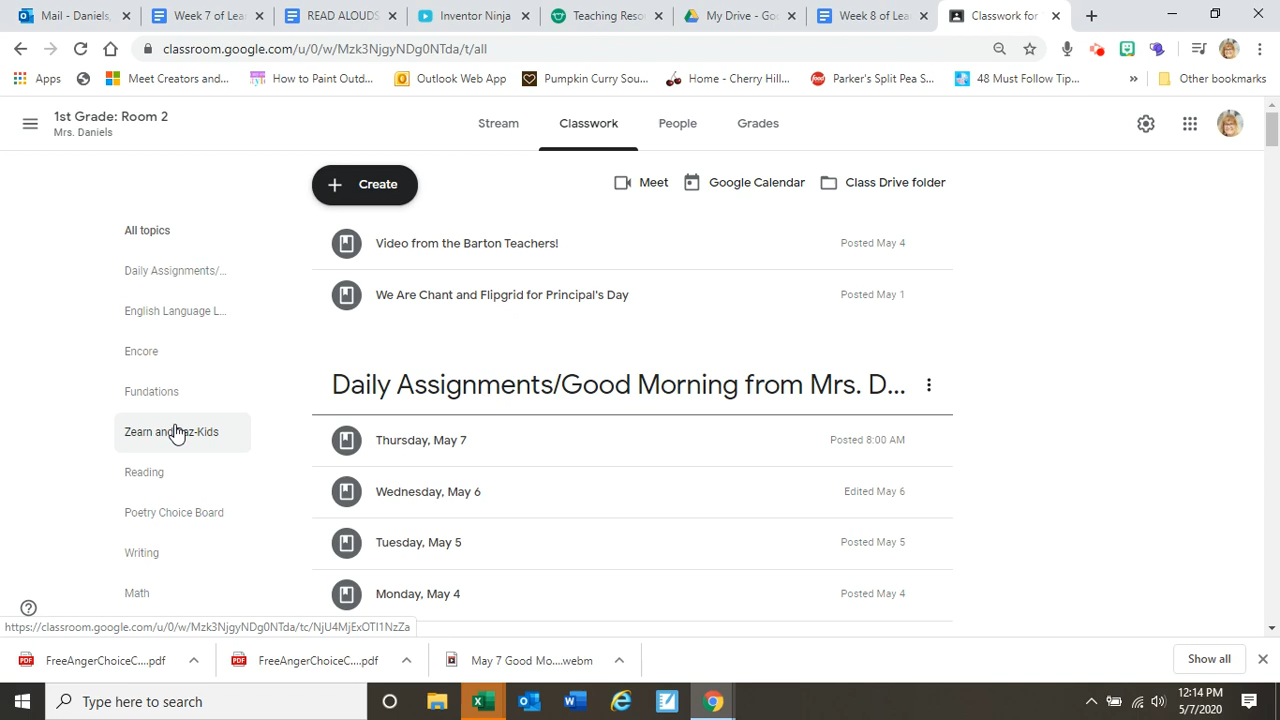 Mail - Daniels,
Week 7 of Lea
READ ALOUDS
Inventor Ninja
Teaching Reso
My Drive - Go
Week 8 of Lea
Classwork for
classroom.google.com/u/0/w/Mzk3NjgyNDg0NTda/t/all
Apps
Meet Creators and...
How to Paint Outd...
Outlook Web App
Pumpkin Curry Sou...
Home - Cherry Hill...
Parker's Split Pea S...
48 Must Follow Tip...
Other bookmarks
1st Grade: Room 2
Mrs. Daniels
Stream
Classwork
People
Grades
Create
Meet
Google Calendar
Class Drive folder
All topics
Daily Assignments/...
English Language L...
Encore
Fundations
Zearn and Raz-Kids
Reading
Poetry Choice Board
Writing
Math
Video from the Barton Teachers!
Posted May 4
We Are Chant and Flipgrid for Principal's Day
Posted May 1
Daily Assignments/Good Morning from Mrs. D...
Thursday, May 7
Posted 8:00 AM
Wednesday, May 6
Edited May 6
Tuesday, May 5
Posted May 5
Monday, May 4
Posted May 4
https://classroom.google.com/u/0/w/Mzk3NjgyNDg0NTda/tc/NjU4MjExOTI1NzZa
FreeAngerChoiceC....pdf
FreeAngerChoiceC....pdf
May 7 Good Mo....webm
Show all
Type here to search
12:14 PM
5/7/2020